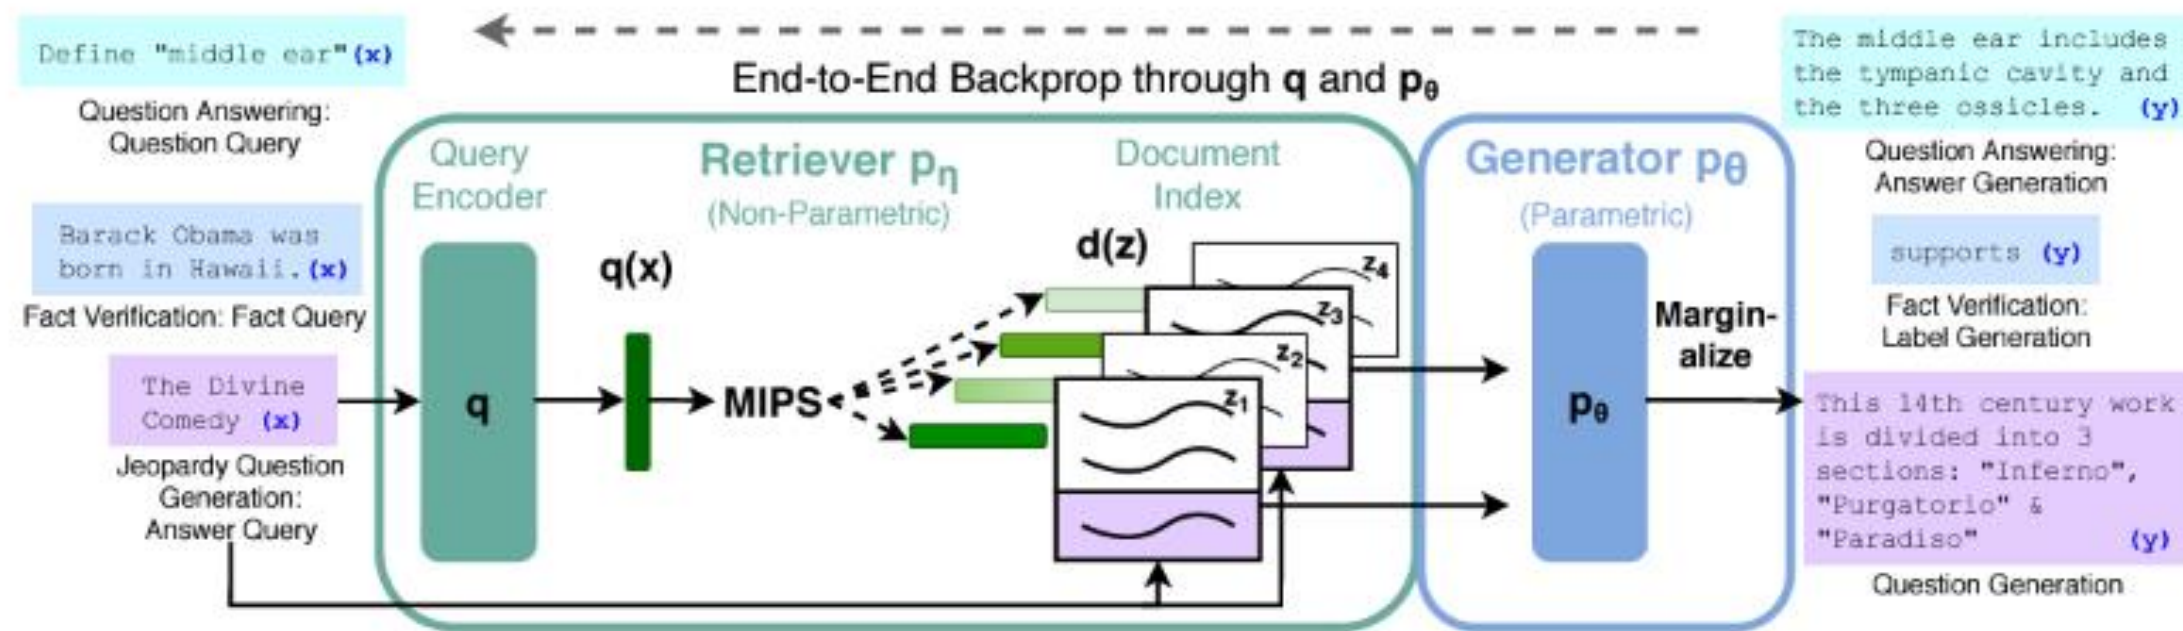 Define "middle ear" (x)
Question Answering:
Question Query
Barack Obama was
born in Hawaii. (x)
Fact Verification: Fact Query
The Divine
Comedy (x)
Jeopardy Question
Generation:
Answer Query
End-to-End Backprop through q and pθ
Query
Encoder
q
Retriever pη
(Non-Parametric)
q(x)
MIPS
Document
Index
d(z)
z4
z3
z2
z1
Generator pθ
(Parametric)
pθ
Margin-
alize
The middle ear includes
the tympanic cavity and
the three ossicles. (y)
Question Answering:
Answer Generation
supports (y)
Fact Verification:
Label Generation
This 14th century work
is divided into 3
sections: "Inferno",
"Purgatorio" &
"Paradiso" (y)
Question Generation